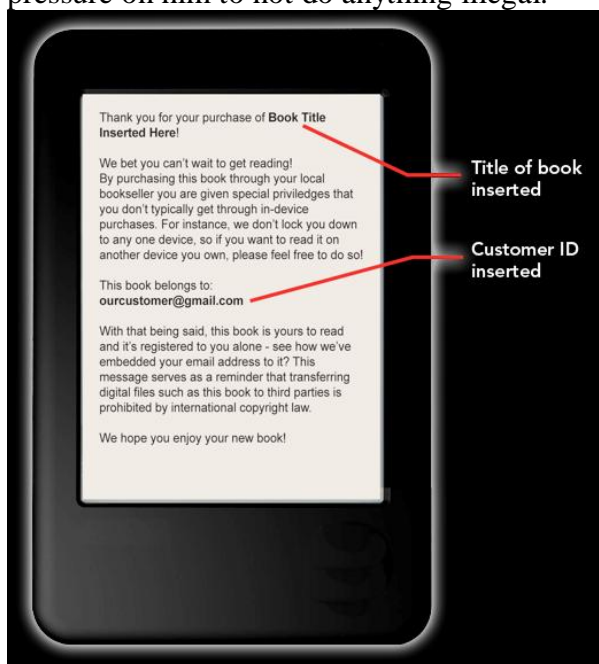 pressure on him to not do anything illegal.
Thank you for your purchase of Book Title
Inserted Here!
We bet you can't wait to get reading!
By purchasing this book through your local
bookseller you are given special priviledges that
you don't typically get through in-device
purchases. For instance, we don't lock you down
to any one device, so if you want to read it on
another device you own, please feel free to do so!
This book belongs to:
ourcustomer@gmail.com
With that being said, this book is yours to read
and it's registered to you alone - see how we've
embedded your email address to it? This
message serves as a reminder that transferring
digital files such as this book to third parties is
prohibited by international copyright law.
We hope you enjoy your new book!
Title of book
inserted
Customer ID
inserted